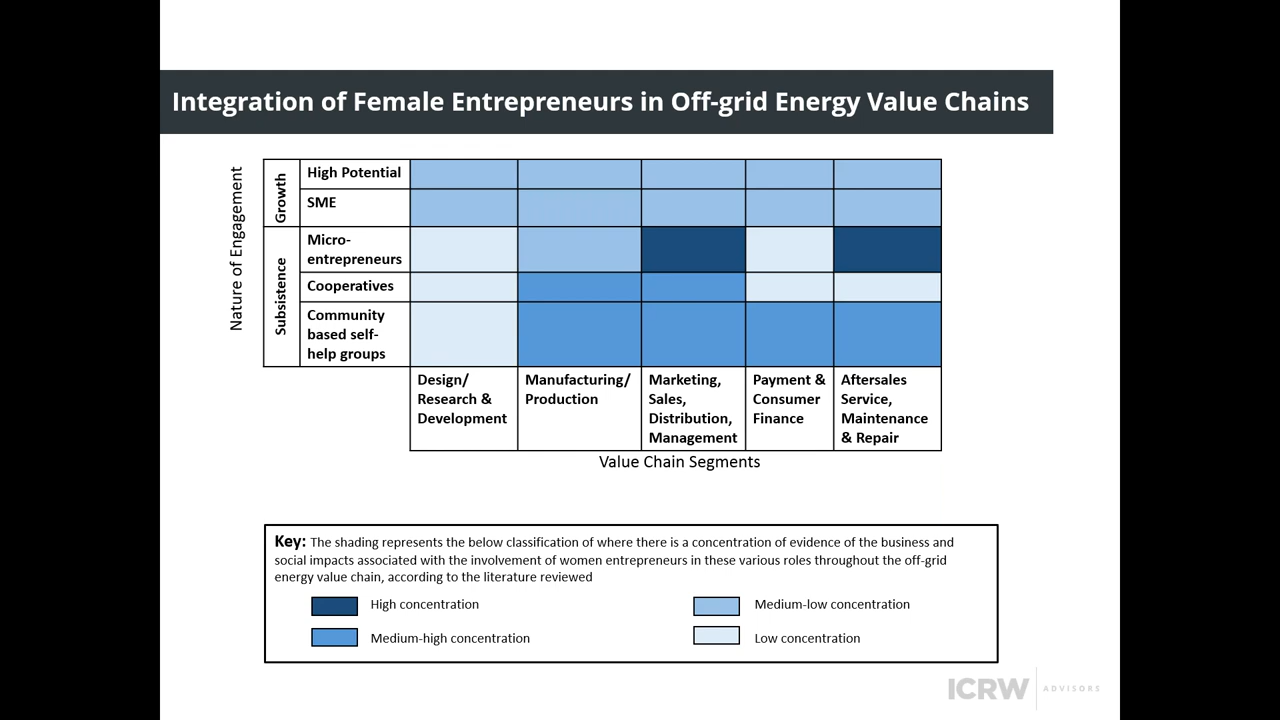 Integration of Female Entrepreneurs in Off-grid Energy Value Chains
Nature of Engagement
Growth
High Potential
SME
Subsistence
Micro-
entrepreneurs
Cooperatives
Community
based self-
help groups
Design/
Research &
Development
Manufacturing/
Production
Marketing,
Sales,
Distribution,
Management
Payment &
Consumer
Finance
Aftersales
Service,
Maintenance
& Repair
Value Chain Segments
Key: The shading represents the below classification of where there is a concentration of evidence of the business and
social impacts associated with the involvement of women entrepreneurs in these various roles throughout the off-grid
energy value chain, according to the literature reviewed
High concentration
Medium-low concentration
Medium-high concentration
Low concentration
ICRW ADVISORS